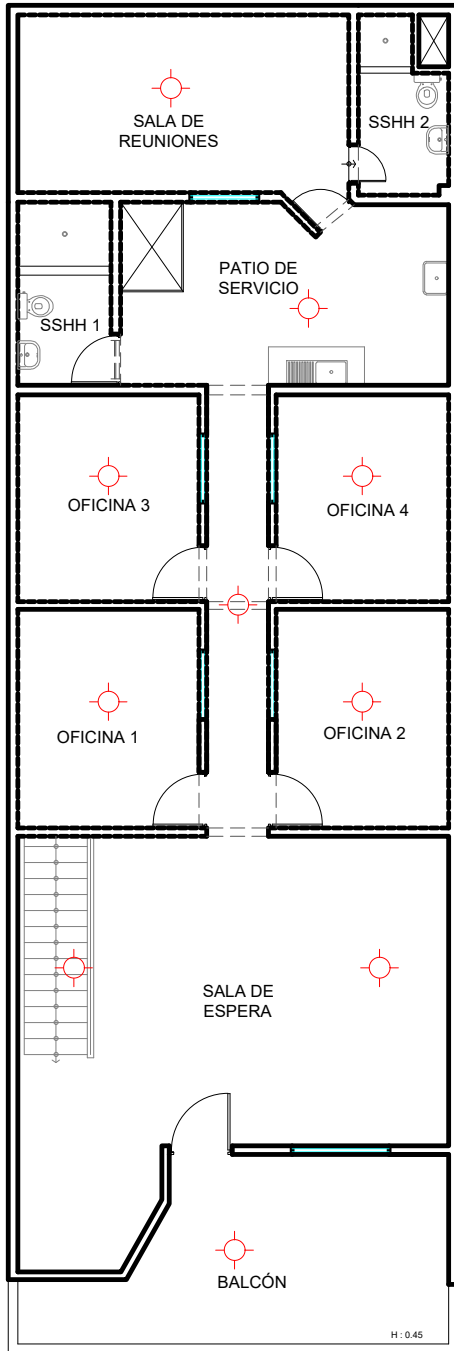 SALA DE
REUNIONES
SSHH 2
PATIO DE
SERVICIO
SSHH 1
OFICINA 3
OFICINA 4
OFICINA 1
OFICINA 2
SALA DE
ESPERA
BALCÓN
H : 0.45